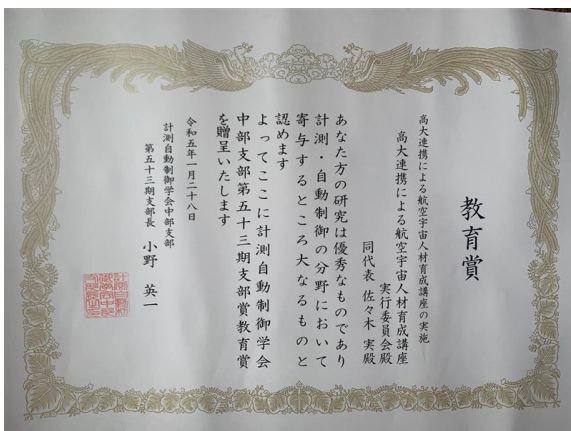 教育賞
高大連携による航空宇宙人材育成講座の実施
高大連携による航空宇宙人材育成講座
実行委員会殿
同代表 佐々木 実殿
あなた方の研究は優秀なものであり
計測・自動制御の分野において
寄与するところ大なるものと
認めます
よってここに計測自動制御学会
中部支部第五十三期支部賞教育賞
を贈呈いたします
令和五年一月二十八日
計測自動制御学会中部支部
第五十三期支部長 小野 英一